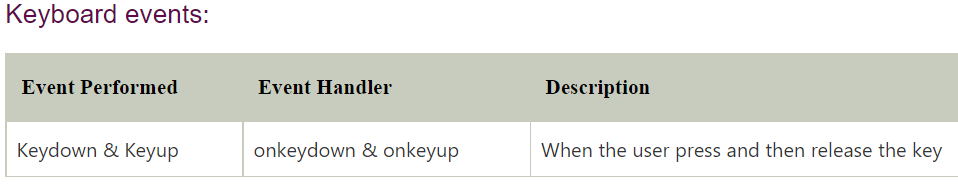 Keyboard events:
Event Performed Event Handler Description
Keydown & Keyup onkeydown & onkeyup When the user press and then release the key